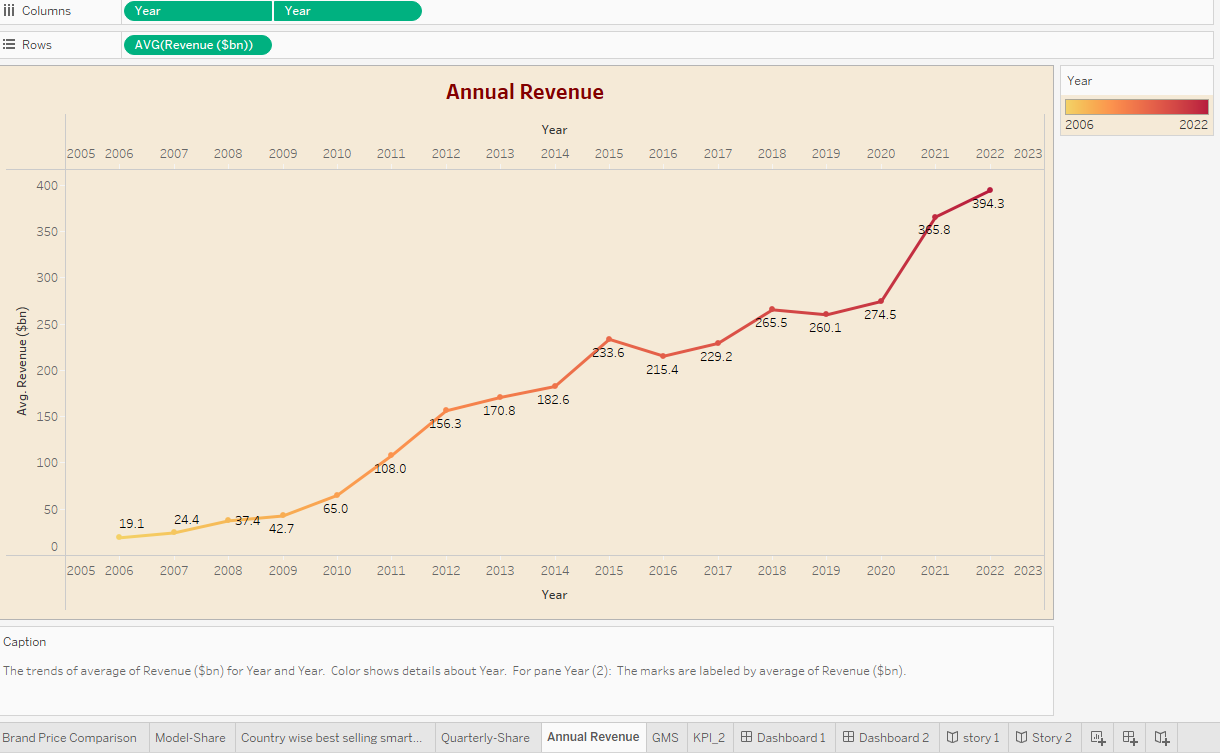 Columns Year Year
Rows AVG(Revenue ($bn))
Annual Revenue
Year
2005 2006 2007 2008 2009 2010 2011 2012 2013 2014 2015 2016 2017 2018 2019 2020 2021 2022 2023
Year
2006 2022
400
350
300
250
200
150
100
50
0
Avg. Revenue ($bn)
19.1 24.4 37.4 42.7 65.0 108.0 156.3 170.8 182.6 233.6 215.4 229.2 265.5 260.1 274.5 365.8 394.3
2005 2006 2007 2008 2009 2010 2011 2012 2013 2014 2015 2016 2017 2018 2019 2020 2021 2022 2023
Year
Caption
The trends of average of Revenue ($bn) for Year and Year. Color shows details about Year. For pane Year (2): The marks are labeled by average of Revenue ($bn).
Brand Price Comparison Model-Share Country wise best selling smart... Quarterly-Share Annual Revenue GMS KPI_2 Dashboard 1 Dashboard 2 story 1 Story 2